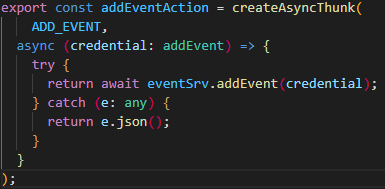 export const addEventAction = createAsyncThunk(
ADD_EVENT,
async (credential: addEvent) => {
try {
return await eventSrv.addEvent(credential);
} catch (e: any) {
return e.json();
}
}
);